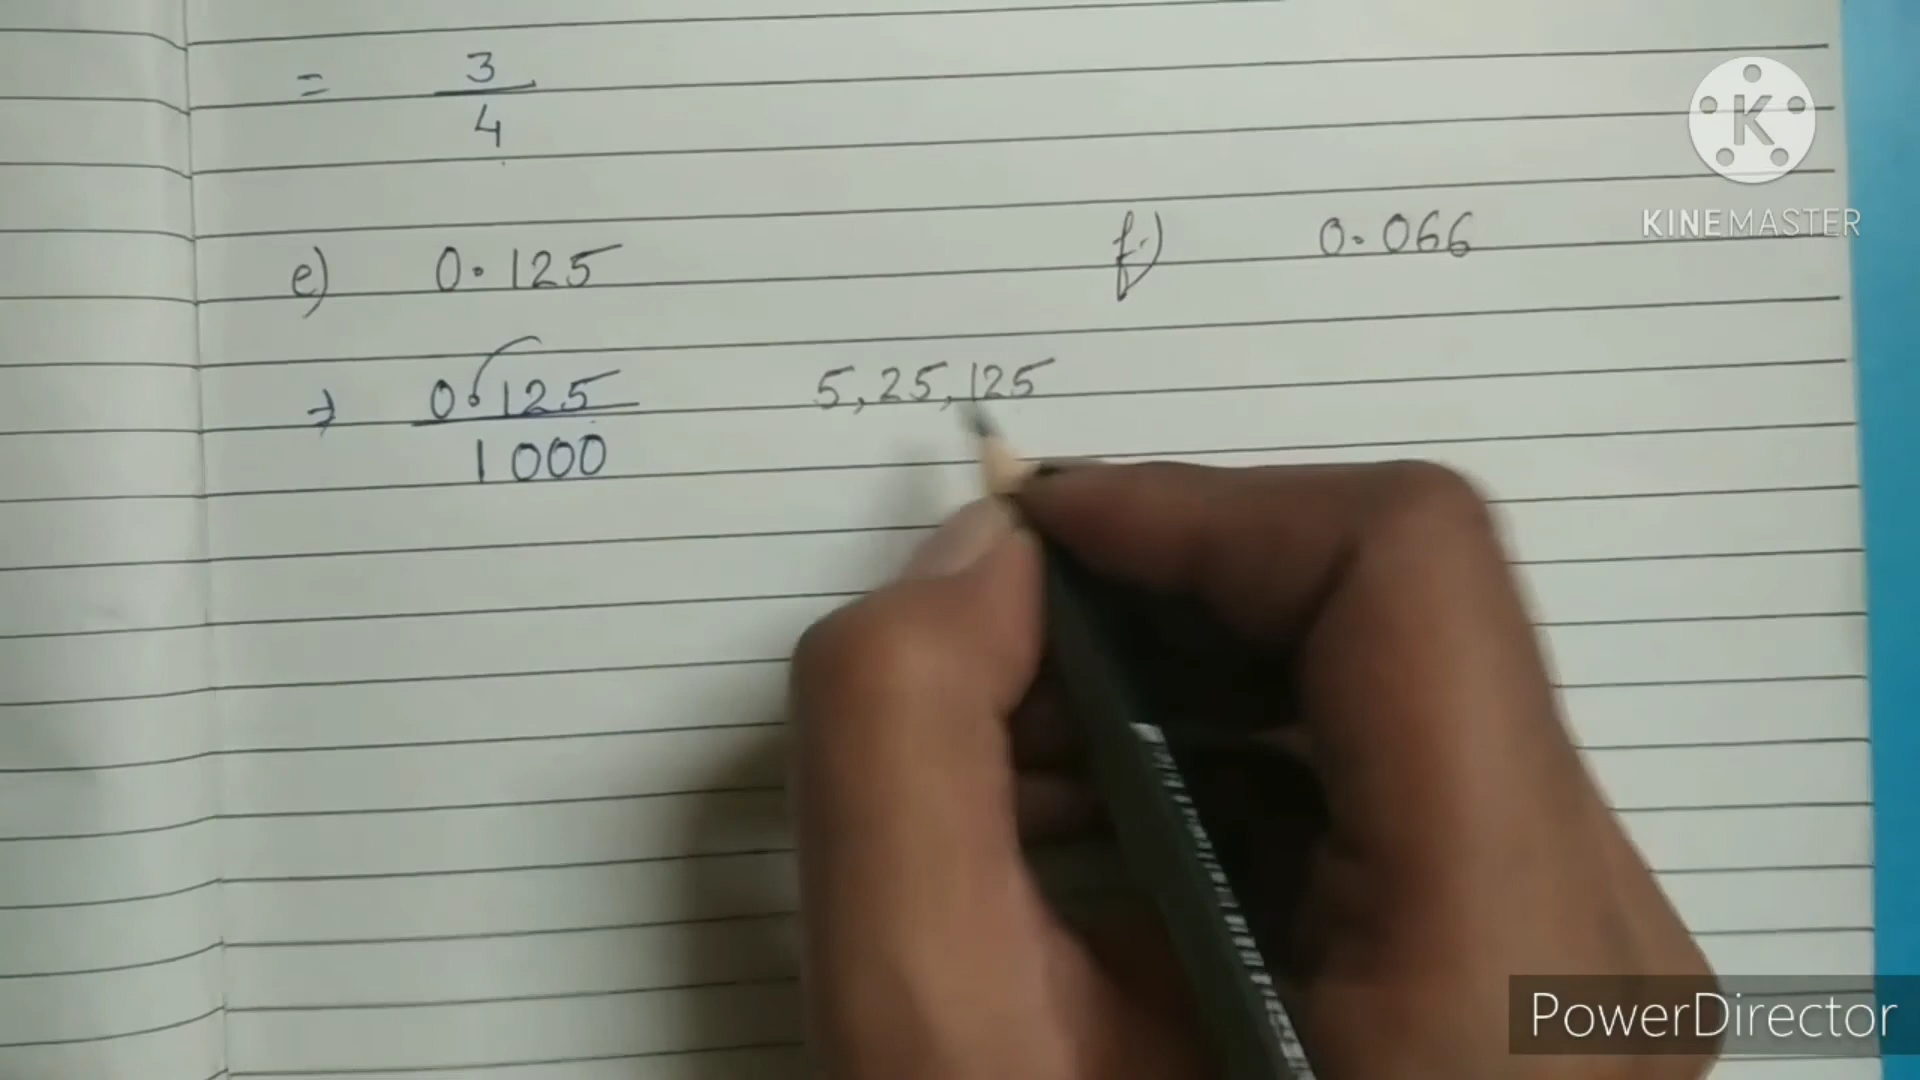 = 3
4
e) 0.125
f.) 0.066
⇒ 0.125
1000
5, 25, 125
KINEMASTER
PowerDirector